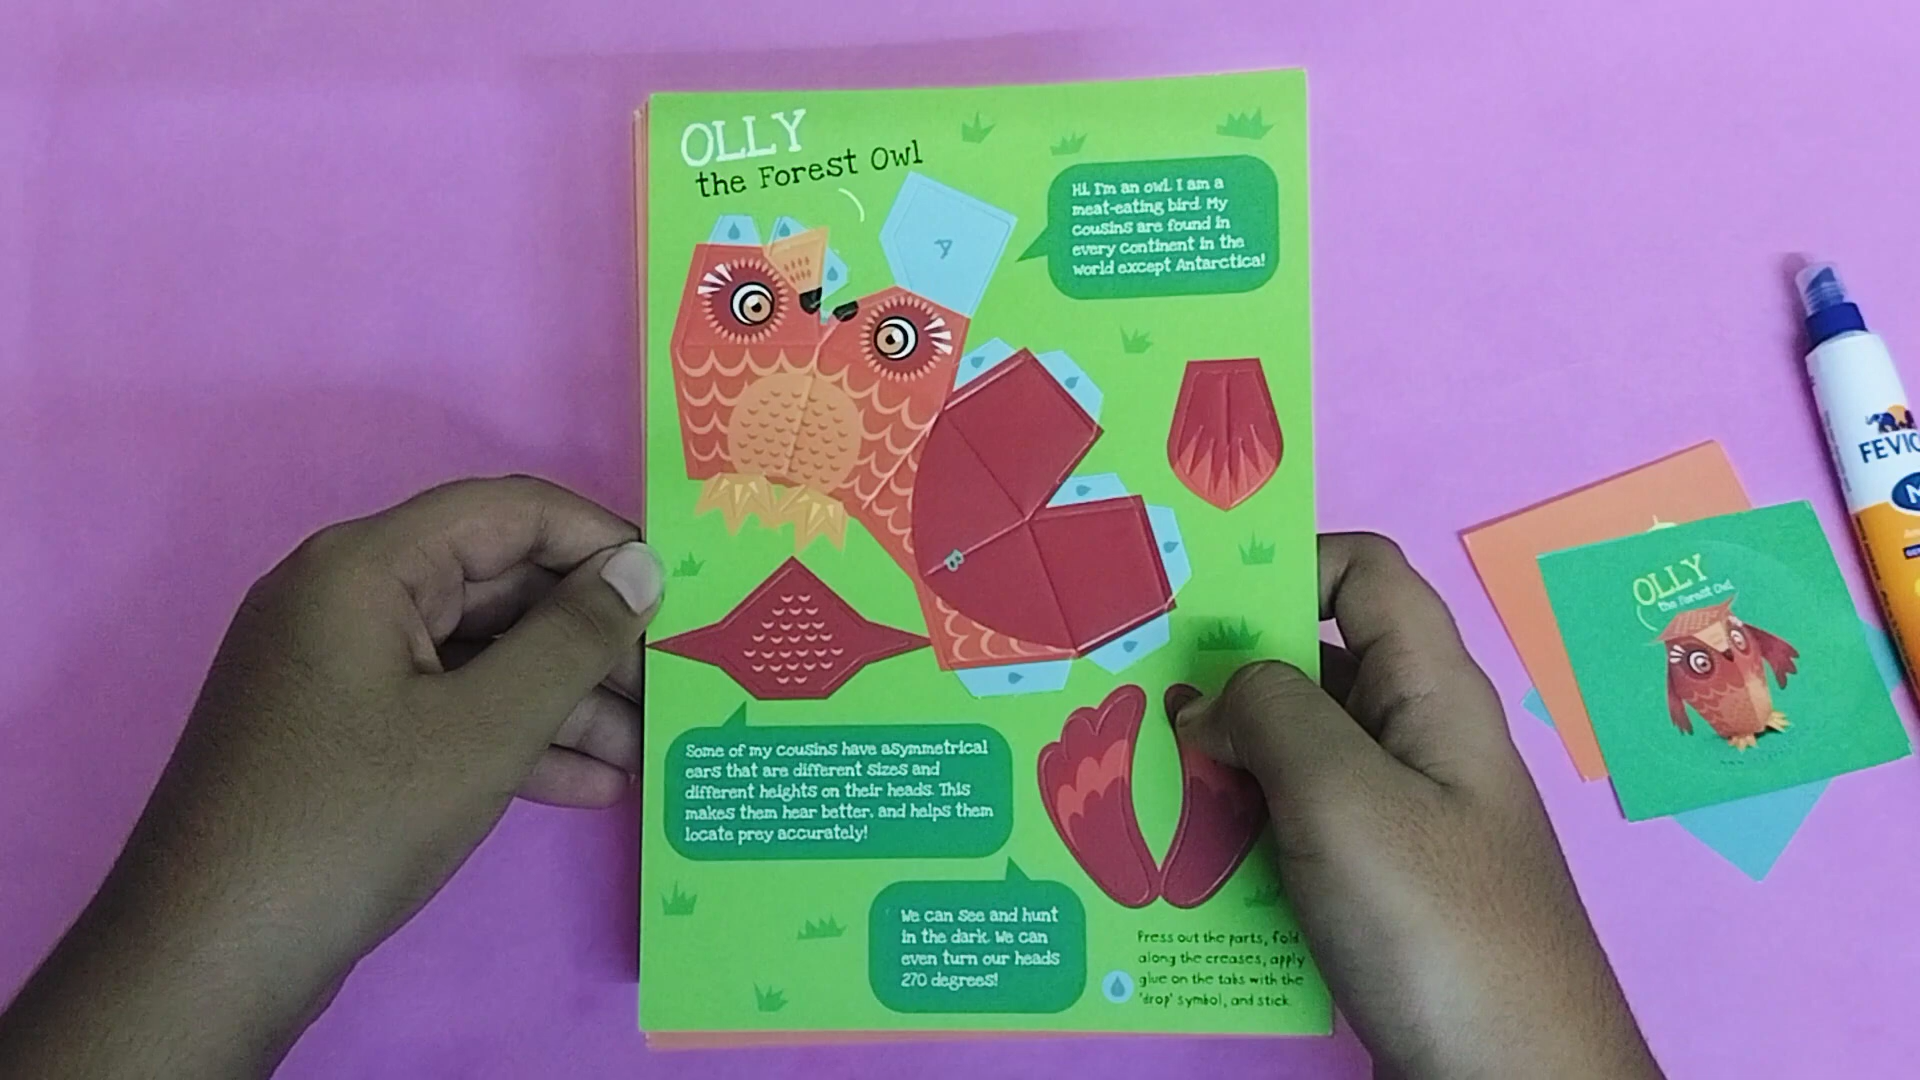 OLLY
the Forest Owl
Hi, I'm an owl. I am a
meat-eating bird. My
cousins are found in
every continent in the
world except Antarctica!
A
B
Some of my cousins have asymmetrical
ears that are different sizes and
different heights on their heads. This
makes them hear better, and helps them
locate prey accurately!
We can see and hunt
in the dark. We can
even turn our heads
270 degrees!
Press out the parts, fold
along the creases, apply
glue on the tabs with the
'drop' symbol, and stick.
OLLY
the Forest Owl